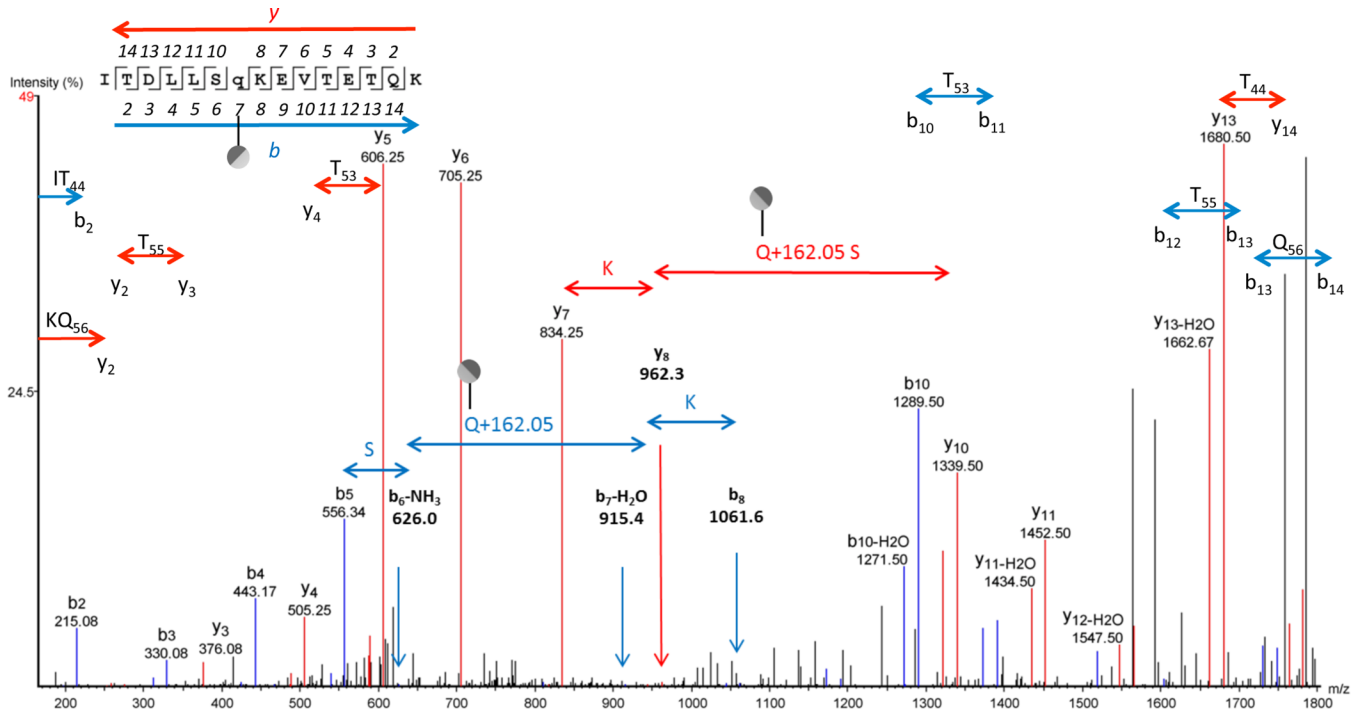 y
14 13 12 11 10 8 7 6 5 4 3 2
I T D L L S q K E V T E T Q K
Intensity (%)
49
2 3 4 5 6 7 8 9 10 11 12 13 14
b
T53
b10 b11
T44
y13
1680.50
y14
y5
606.25
y6
705.25
IT44
b2
T53
y4
T55
b12 b13
Q56
b13 b14
T55
y2 y3
Q+162.05 S
K
KQ56
y2
y7
834.25
y13-H2O
1662.67
y8
962.3
24.5
b10
1289.50
K
Q+162.05
S
y10
1339.50
b5
556.34
b6-NH3
626.0
b7-H2O
915.4
b8
1061.6
y11
1452.50
b10-H2O
1271.50
y11-H2O
1434.50
b4
443.17
y4
505.25
b2
215.08
y12-H2O
1547.50
b3
330.08
y3
376.08
200 300 400 500 600 700 800 900 1000 1100 1200 1300 1400 1500 1600 1700 1800 m/z